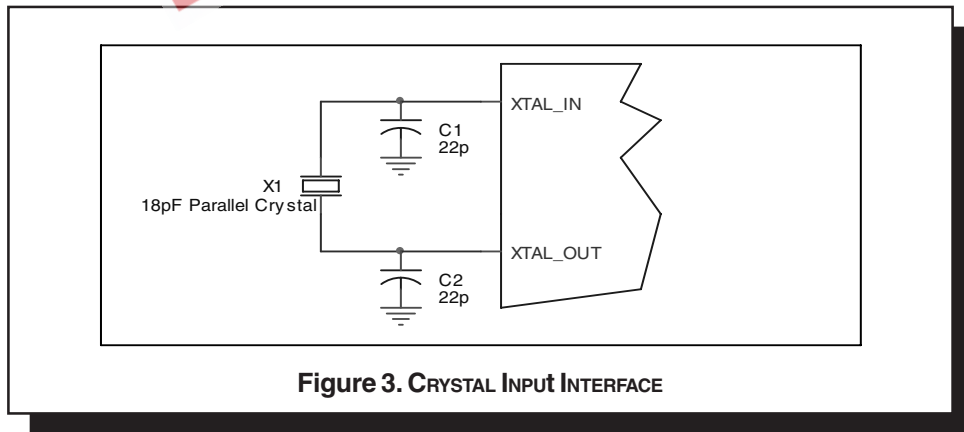 XTAL_IN
C1
22p
X1
18pF Parallel Crystal
XTAL_OUT
C2
22p
Figure 3. CRYSTAL INPUt INTERFACE